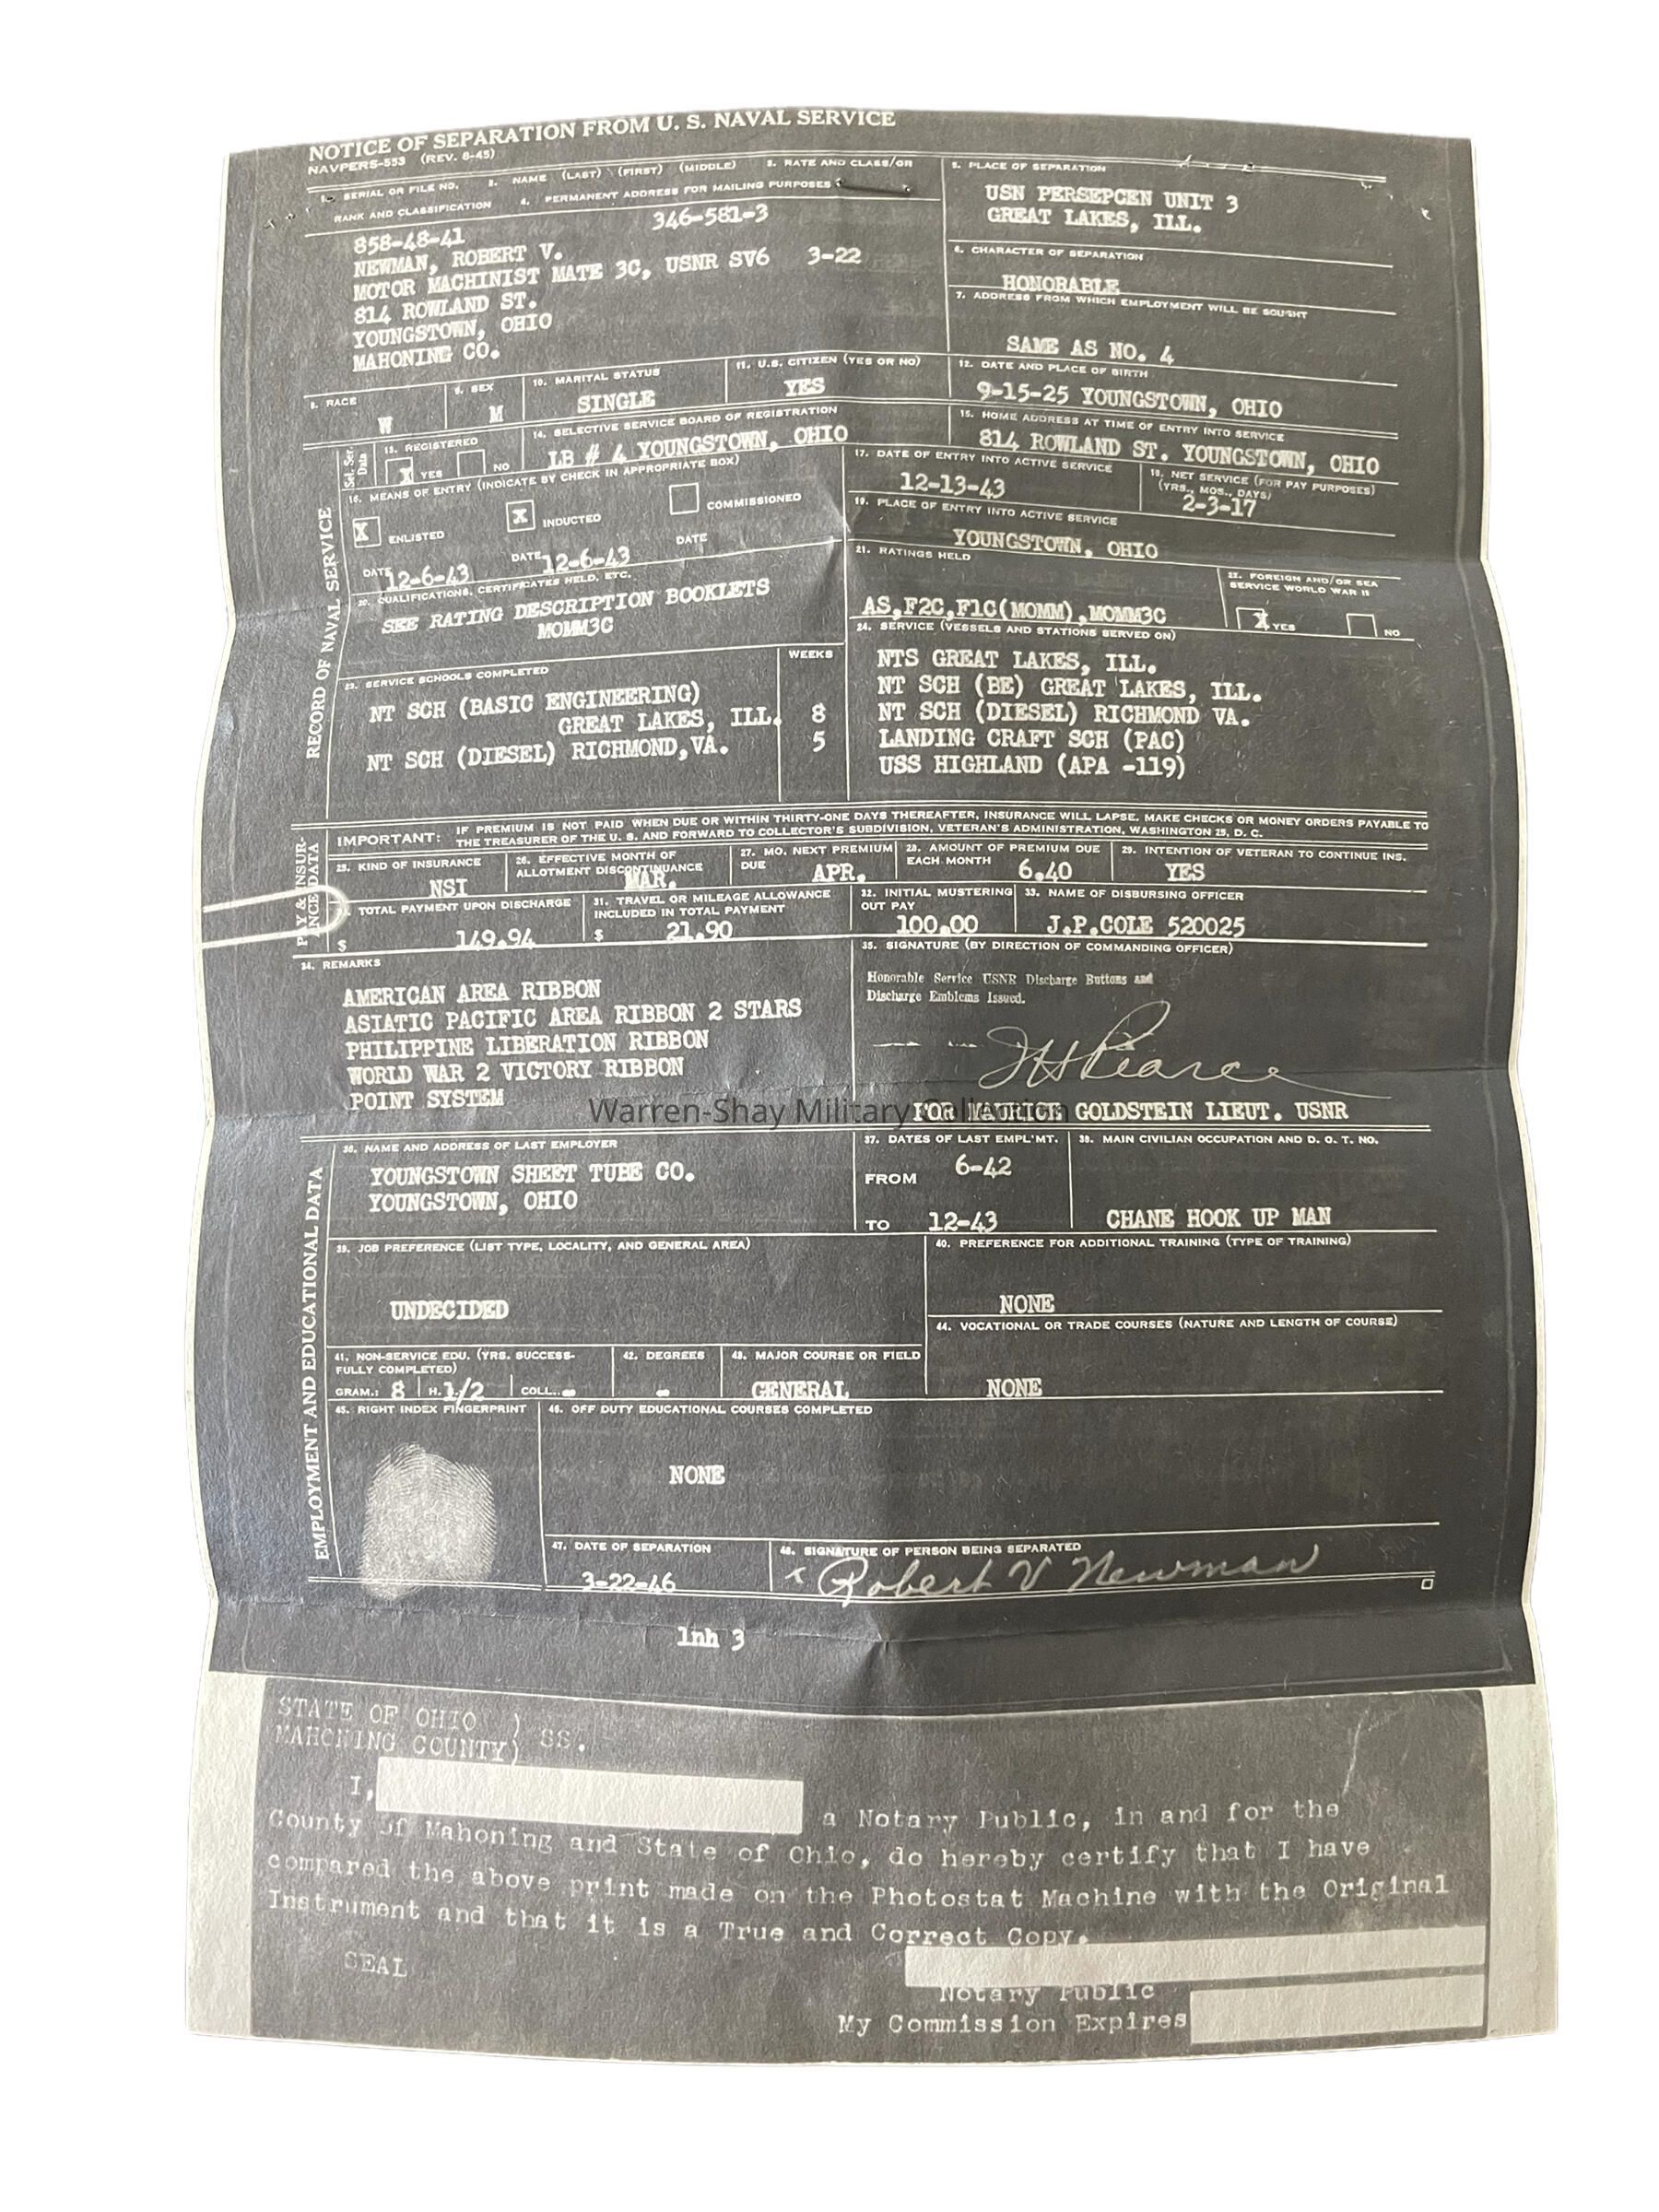 NOTICE OF SEPARATION FROM U. S. NAVAL SERVICE
NAVPERS-553 (REV. 8-45)
1. SERIAL OR FILE NO. 2. NAME (LAST) (FIRST) (MIDDLE) 3. RATE AND CLASS/OR
RANK AND CLASSIFICATION 4. PERMANENT ADDRESS FOR MAILING PURPOSES
346-581-3
858-48-41
NEWMAN, ROBERT V.
MOTOR MACHINIST MATE 3C, USNR SV6 3-22
814 ROWLAND ST.
YOUNGSTOWN, OHIO
MAHONING CO.
5. PLACE OF SEPARATION
USN PERSEPCEN UNIT 3
GREAT LAKES, ILL.
6. CHARACTER OF SEPARATION
HONORABLE
7. ADDRESS FROM WHICH EMPLOYMENT WILL BE SOUGHT
SAME AS NO. 4
8. RACE
W
9. SEX
M
10. MARITAL STATUS
SINGLE
11. U.S. CITIZEN (YES OR NO)
YES
12. DATE AND PLACE OF BIRTH
9-15-25 YOUNGSTOWN, OHIO
RECORD OF NAVAL SERVICE
Sel. Ser. Data
13. REGISTERED
X YES NO
14. SELECTIVE SERVICE BOARD OF REGISTRATION
LB # 4 YOUNGSTOWN, OHIO
15. HOME ADDRESS AT TIME OF ENTRY INTO SERVICE
814 ROWLAND ST. YOUNGSTOWN, OHIO
16. MEANS OF ENTRY (INDICATE BY CHECK IN APPROPRIATE BOX)
X ENLISTED X INDUCTED COMMISSIONED
DATE 12-6-43 DATE 12-6-43 DATE
17. DATE OF ENTRY INTO ACTIVE SERVICE
12-13-43
18. NET SERVICE (FOR PAY PURPOSES)
(YRS., MOS., DAYS)
2-3-17
19. PLACE OF ENTRY INTO ACTIVE SERVICE
YOUNGSTOWN, OHIO
20. QUALIFICATIONS, CERTIFICATES HELD, ETC.
SEE RATING DESCRIPTION BOOKLETS
MOMM3C
21. RATINGS HELD
AS,F2C,F1C(MOMM),MOMM3C
22. FOREIGN AND/OR SEA
SERVICE WORLD WAR II
X YES NO
23. SERVICE SCHOOLS COMPLETED
WEEKS
NT SCH (BASIC ENGINEERING)
GREAT LAKES, ILL. 8
NT SCH (DIESEL) RICHMOND,VA. 5
24. SERVICE (VESSELS AND STATIONS SERVED ON)
NTS GREAT LAKES, ILL.
NT SCH (BE) GREAT LAKES, ILL.
NT SCH (DIESEL) RICHMOND VA.
LANDING CRAFT SCH (PAC)
USS HIGHLAND (APA -119)
PAY & INSUR-
ANCE DATA
IMPORTANT: IF PREMIUM IS NOT PAID WHEN DUE OR WITHIN THIRTY-ONE DAYS THEREAFTER, INSURANCE WILL LAPSE. MAKE CHECKS OR MONEY ORDERS PAYABLE TO
THE TREASURER OF THE U. S. AND FORWARD TO COLLECTOR'S SUBDIVISION, VETERAN'S ADMINISTRATION, WASHINGTON 25, D. C.
25. KIND OF INSURANCE
NSI
26. EFFECTIVE MONTH OF
ALLOTMENT DISCONTINUANCE
MAR.
27. MO. NEXT PREMIUM
DUE
APR.
28. AMOUNT OF PREMIUM DUE
EACH MONTH
6.40
29. INTENTION OF VETERAN TO CONTINUE INS.
YES
TOTAL PAYMENT UPON DISCHARGE
$ 149.94
31. TRAVEL OR MILEAGE ALLOWANCE
INCLUDED IN TOTAL PAYMENT
$ 21.90
32. INITIAL MUSTERING
OUT PAY
100.00
33. NAME OF DISBURSING OFFICER
J.P.COLE 520025
34. REMARKS
AMERICAN AREA RIBBON
ASIATIC PACIFIC AREA RIBBON 2 STARS
PHILIPPINE LIBERATION RIBBON
WORLD WAR 2 VICTORY RIBBON
POINT SYSTEM
35. SIGNATURE (BY DIRECTION OF COMMANDING OFFICER)
Honorable Service USNR Discharge Buttons and
Discharge Emblems Issued.
J H Pearce
FOR MAURICE GOLDSTEIN LIEUT. USNR
Warren-Shay Military Collection
EMPLOYMENT AND EDUCATIONAL DATA
36. NAME AND ADDRESS OF LAST EMPLOYER
YOUNGSTOWN SHEET TUBE CO.
YOUNGSTOWN, OHIO
37. DATES OF LAST EMPL'MT.
FROM 6-42
TO 12-43
38. MAIN CIVILIAN OCCUPATION AND D. O. T. NO.
CHANE HOOK UP MAN
39. JOB PREFERENCE (LIST TYPE, LOCALITY, AND GENERAL AREA)
UNDECIDED
40. PREFERENCE FOR ADDITIONAL TRAINING (TYPE OF TRAINING)
NONE
41. NON-SERVICE EDU. (YRS. SUCCESS-
FULLY COMPLETED)
GRAM.: 8 H. 1/2 COLL.: -
42. DEGREES
-
43. MAJOR COURSE OR FIELD
GENERAL
44. VOCATIONAL OR TRADE COURSES (NATURE AND LENGTH OF COURSE)
NONE
45. RIGHT INDEX FINGERPRINT
46. OFF DUTY EDUCATIONAL COURSES COMPLETED
NONE
47. DATE OF SEPARATION
3-22-46
48. SIGNATURE OF PERSON BEING SEPARATED
x Robert V Newman
lnh 3
STATE OF OHIO )
MAHONING COUNTY) SS.
I, a Notary Public, in and for the
County of Mahoning and State of Ohio, do hereby certify that I have
compared the above print made on the Photostat Machine with the Original
Instrument and that it is a True and Correct Copy.
SEAL
Notary Public
My Commission Expires